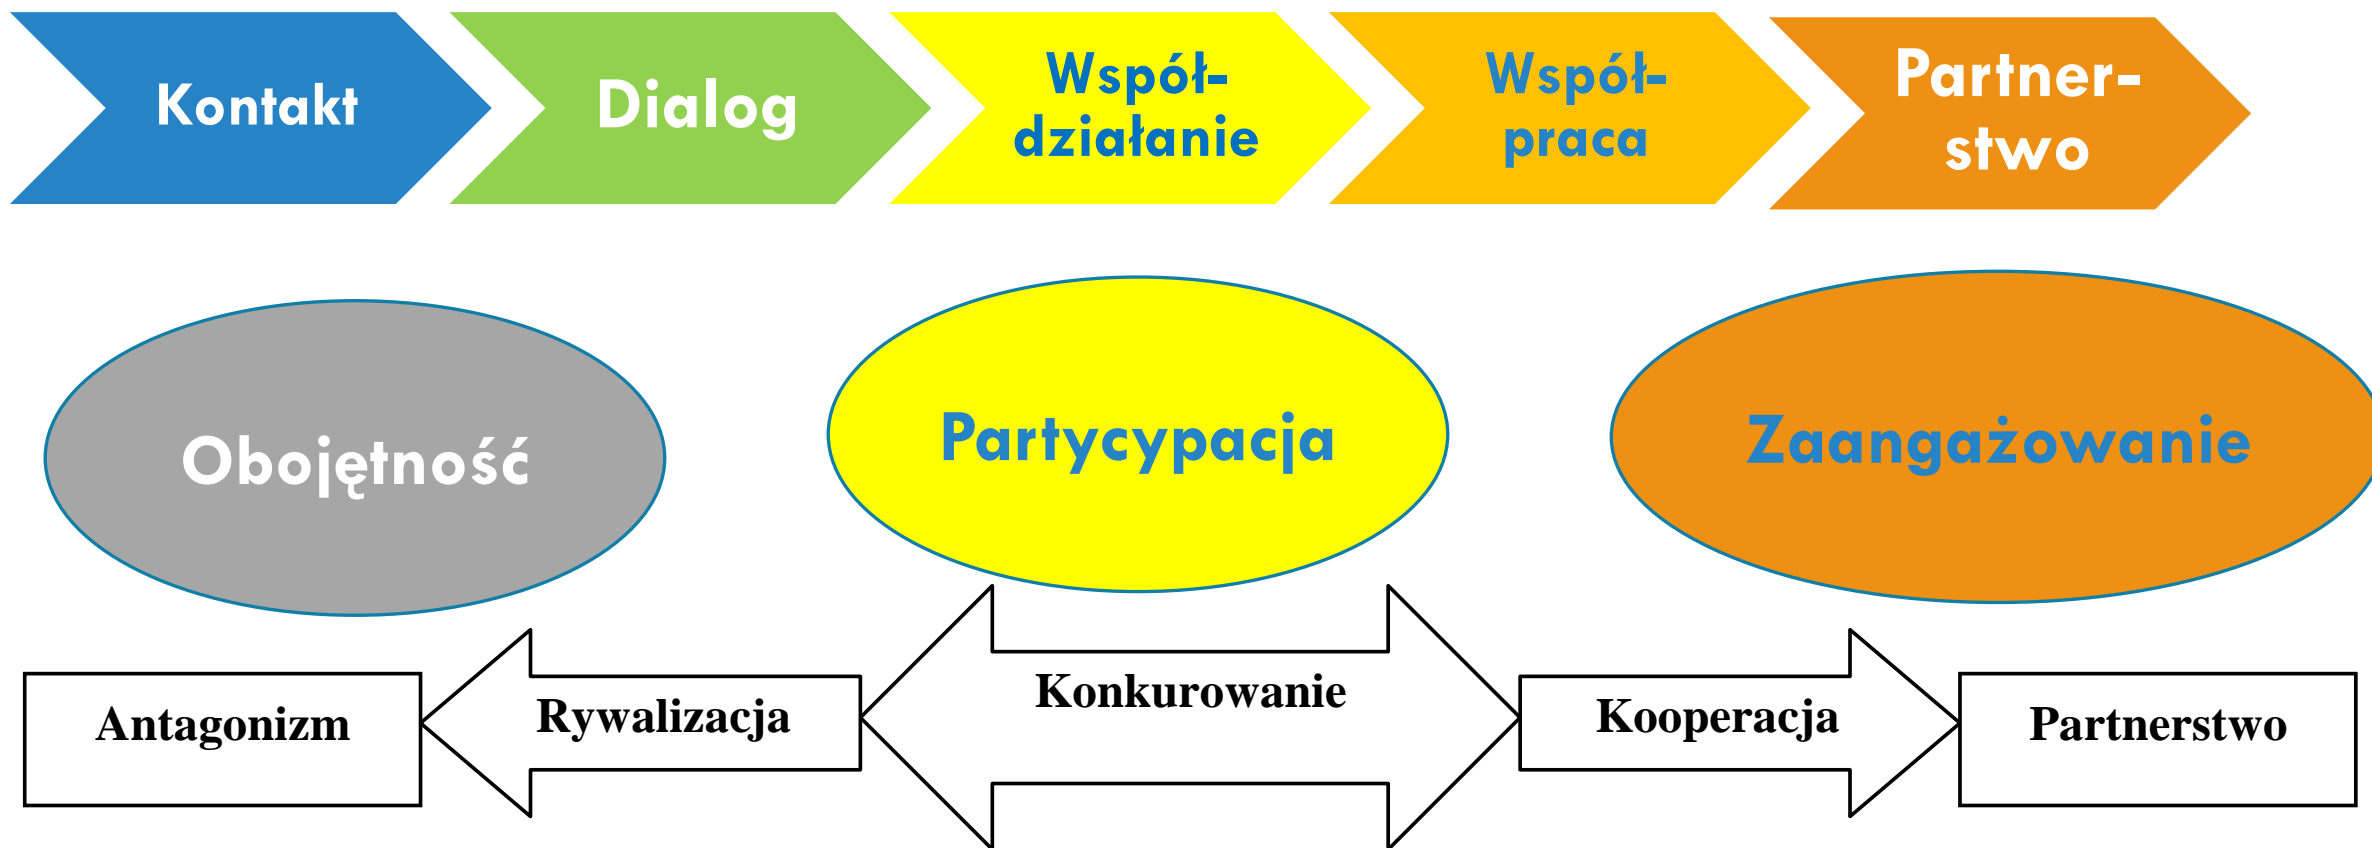 Kontakt
Dialog
Współ-
działanie
Współ-
praca
Partner-
stwo
Obojętność
Partycypacja
Zaangażowanie
Antagonizm
Rywalizacja
Konkurowanie
Kooperacja
Partnerstwo